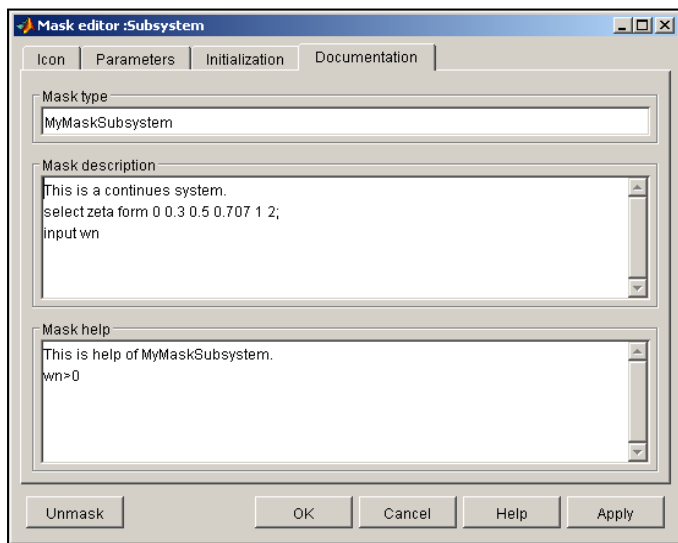 Mask editor :Subsystem
Icon Parameters Initialization Documentation
Mask type
MyMaskSubsystem
Mask description
This is a continues system.
select zeta form 0 0.3 0.5 0.707 1 2;
input wn
Mask help
This is help of MyMaskSubsystem.
wn>0
Unmask OK Cancel Help Apply